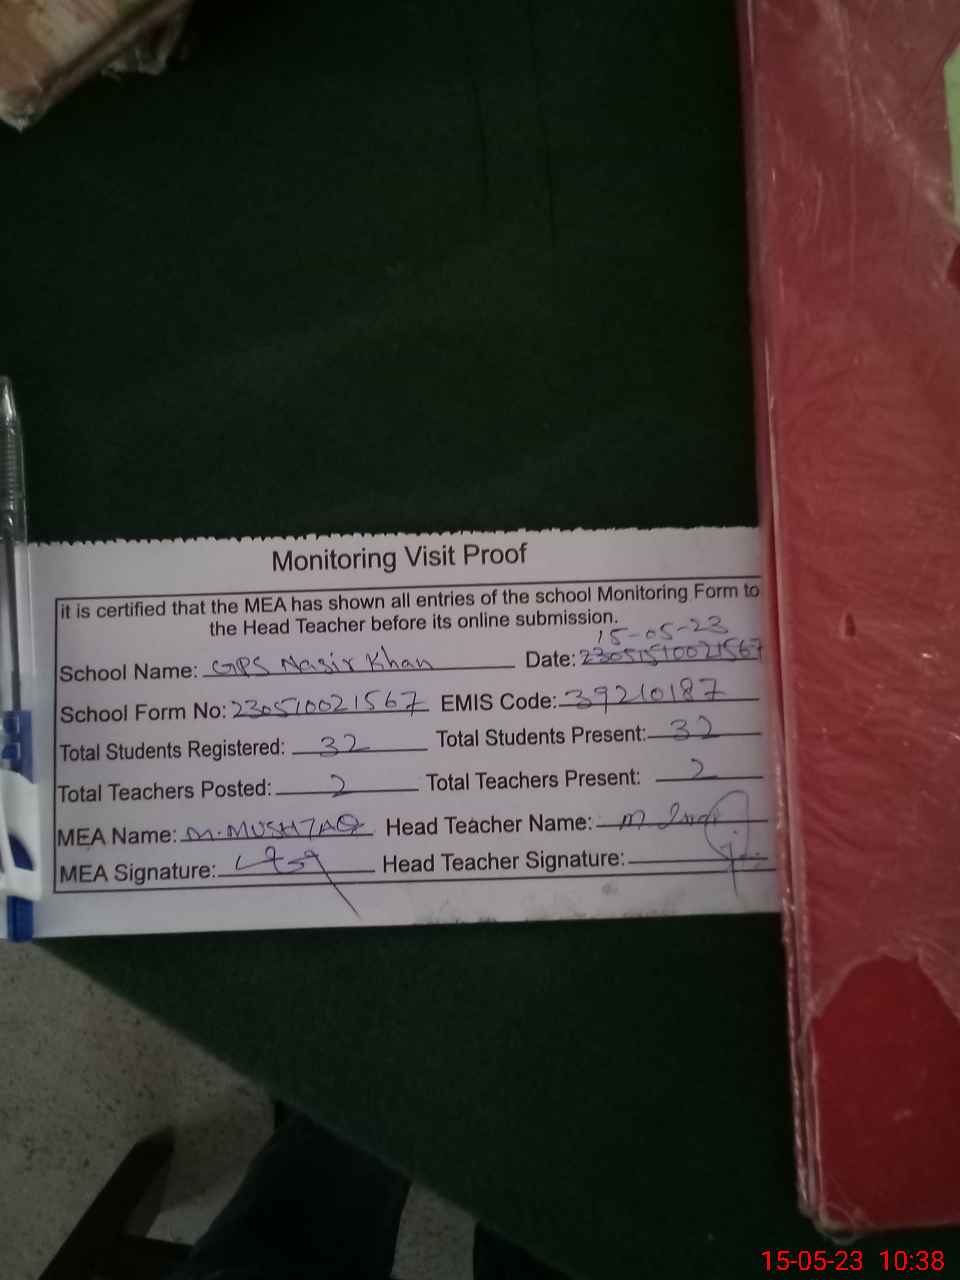 Monitoring Visit Proof
it is certified that the MEA has shown all entries of the school Monitoring Form to
the Head Teacher before its online submission.
15-05-23
School Name: GPS Nasir Khan Date: 23051510021567
School Form No: 230510021567 EMIS Code: 39210187
Total Students Registered: 32 Total Students Present: 32
Total Teachers Posted: 2 Total Teachers Present: 2
MEA Name: M. MUSHTAQ Head Teacher Name: M
MEA Signature: Head Teacher Signature:
15-05-23 10:38